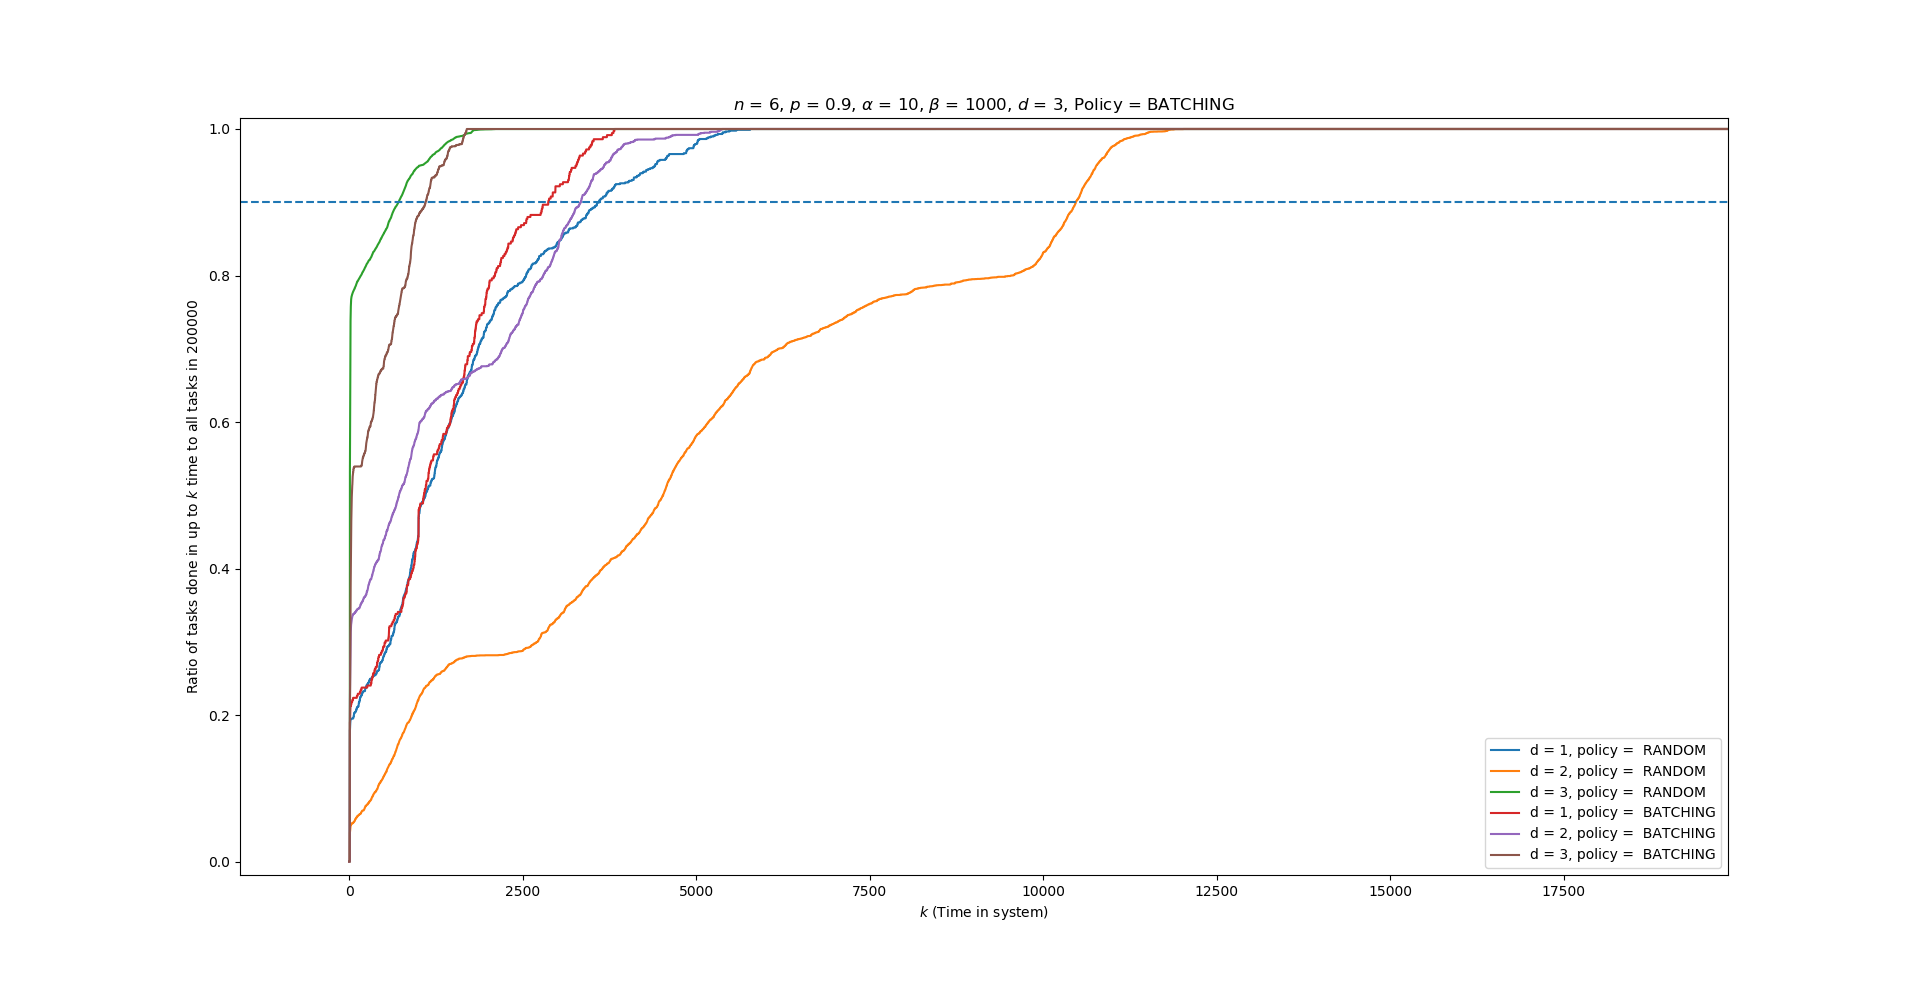 n = 6, p = 0.9, α = 10, β = 1000, d = 3, Policy = BATCHING
Ratio of tasks done in up to k time to all tasks in 200000
1.0
0.8
0.6
0.4
0.2
0.0
0 2500 5000 7500 10000 12500 15000 17500
k (Time in system)
d = 1, policy = RANDOM
d = 2, policy = RANDOM
d = 3, policy = RANDOM
d = 1, policy = BATCHING
d = 2, policy = BATCHING
d = 3, policy = BATCHING